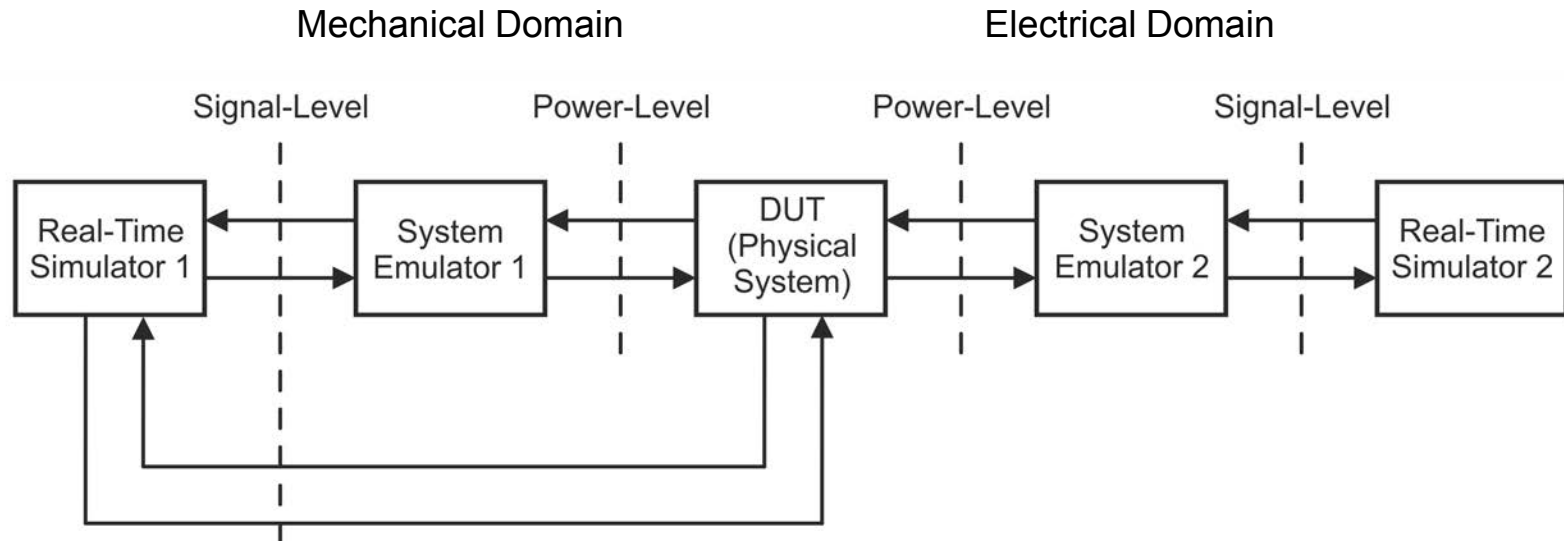 Mechanical Domain
Electrical Domain
Signal-Level
Power-Level
Power-Level
Signal-Level
Real-Time
Simulator 1
System
Emulator 1
DUT
(Physical
System)
System
Emulator 2
Real-Time
Simulator 2